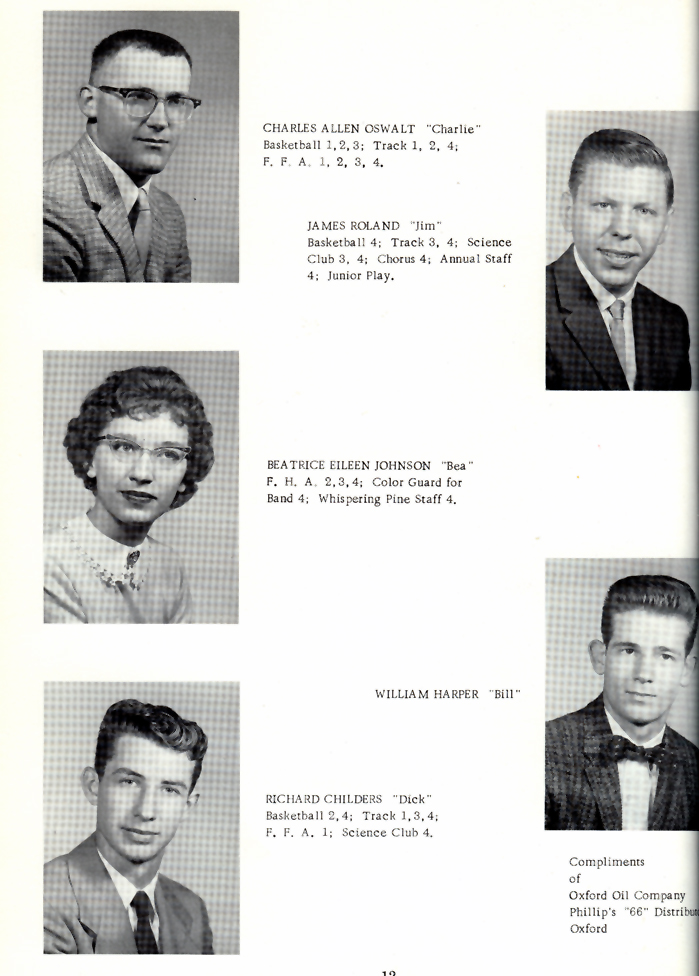 CHARLES ALLEN OSWALT "Charlie"
Basketball 1, 2, 3; Track 1, 2, 4;
F. F. A. 1, 2, 3, 4.
JAMES ROLAND "Jim"
Basketball 4; Track 3, 4; Science
Club 3, 4; Chorus 4; Annual Staff
4; Junior Play.
BEATRICE EILEEN JOHNSON "Bea"
F. H. A. 2, 3, 4; Color Guard for
Band 4; Whispering Pine Staff 4.
WILLIAM HARPER "Bill"
RICHARD CHILDERS "Dick"
Basketball 2, 4; Track 1, 3, 4;
F. F. A. 1; Science Club 4.
Compliments
of
Oxford Oil Company
Phillip's "66"
Oxford
12